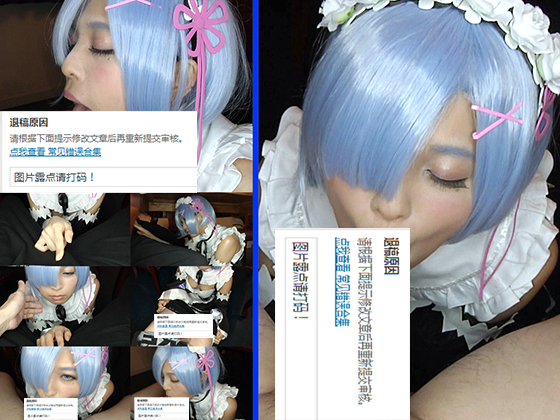 退稿原因
请根据下面提示修改文章后再重新提交审核。
点我查看 常见错误合集
图片露点请打码！
退稿原因
请根据下面提示修改文章后再重新提交审核。
点我查看 常见错误合集
图片露点请打码！